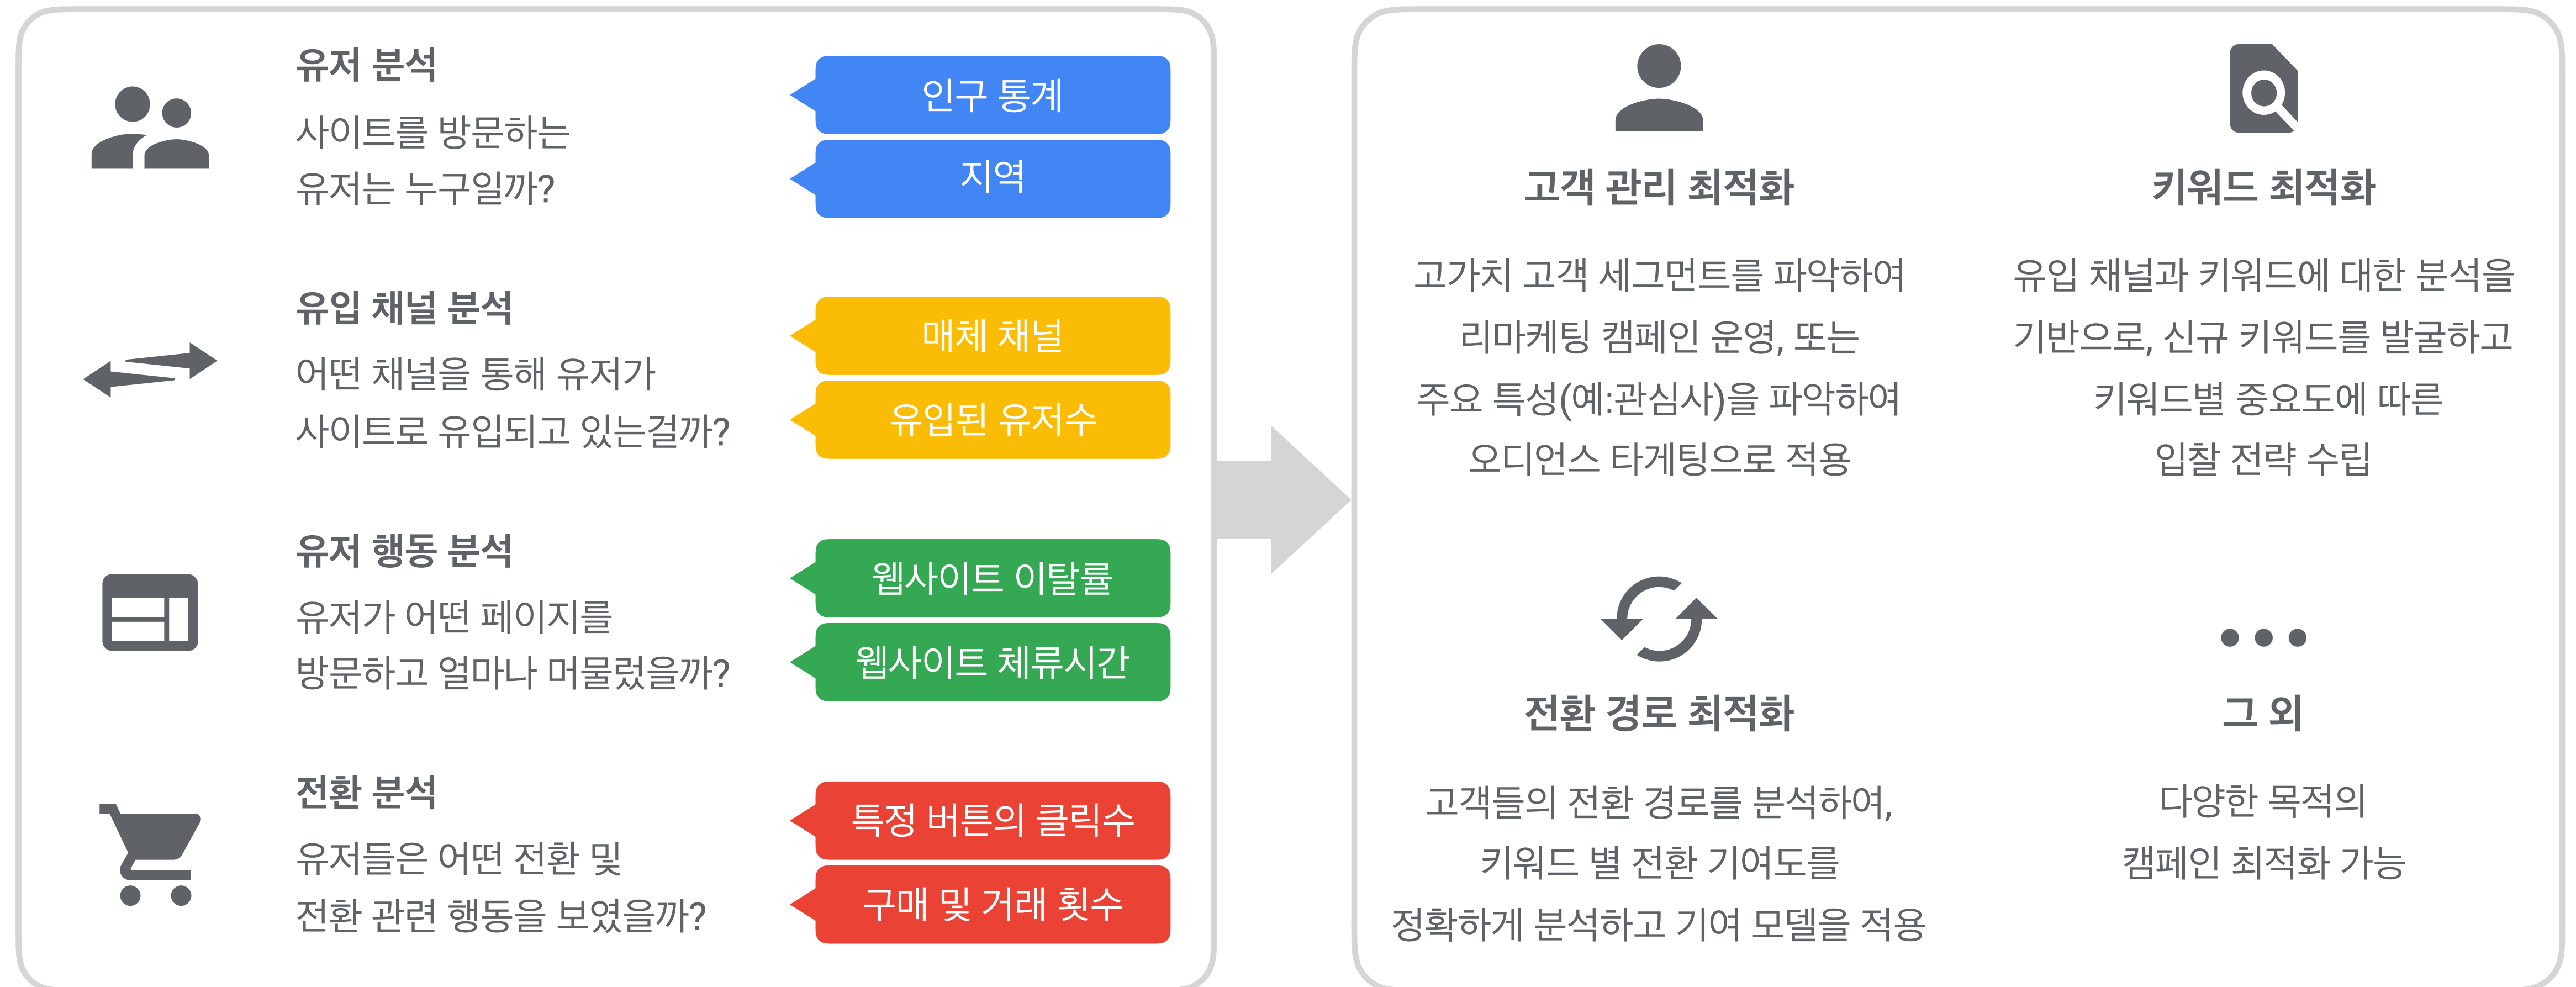 유저 분석
사이트를 방문하는
유저는 누구일까?
인구 통계
지역
유입 채널 분석
어떤 채널을 통해 유저가
사이트로 유입되고 있는걸까?
매체 채널
유입된 유저수
유저 행동 분석
유저가 어떤 페이지를
방문하고 얼마나 머물렀을까?
웹사이트 이탈률
웹사이트 체류시간
전환 분석
유저들은 어떤 전환 및
전환 관련 행동을 보였을까?
특정 버튼의 클릭수
구매 및 거래 횟수
고객 관리 최적화
고가치 고객 세그먼트를 파악하여
리마케팅 캠페인 운영, 또는
주요 특성(예:관심사)을 파악하여
오디언스 타게팅으로 적용
키워드 최적화
유입 채널과 키워드에 대한 분석을
기반으로, 신규 키워드를 발굴하고
키워드별 중요도에 따른
입찰 전략 수립
전환 경로 최적화
고객들의 전환 경로를 분석하여,
키워드 별 전환 기여도를
정확하게 분석하고 기여 모델을 적용
그 외
다양한 목적의
캠페인 최적화 가능